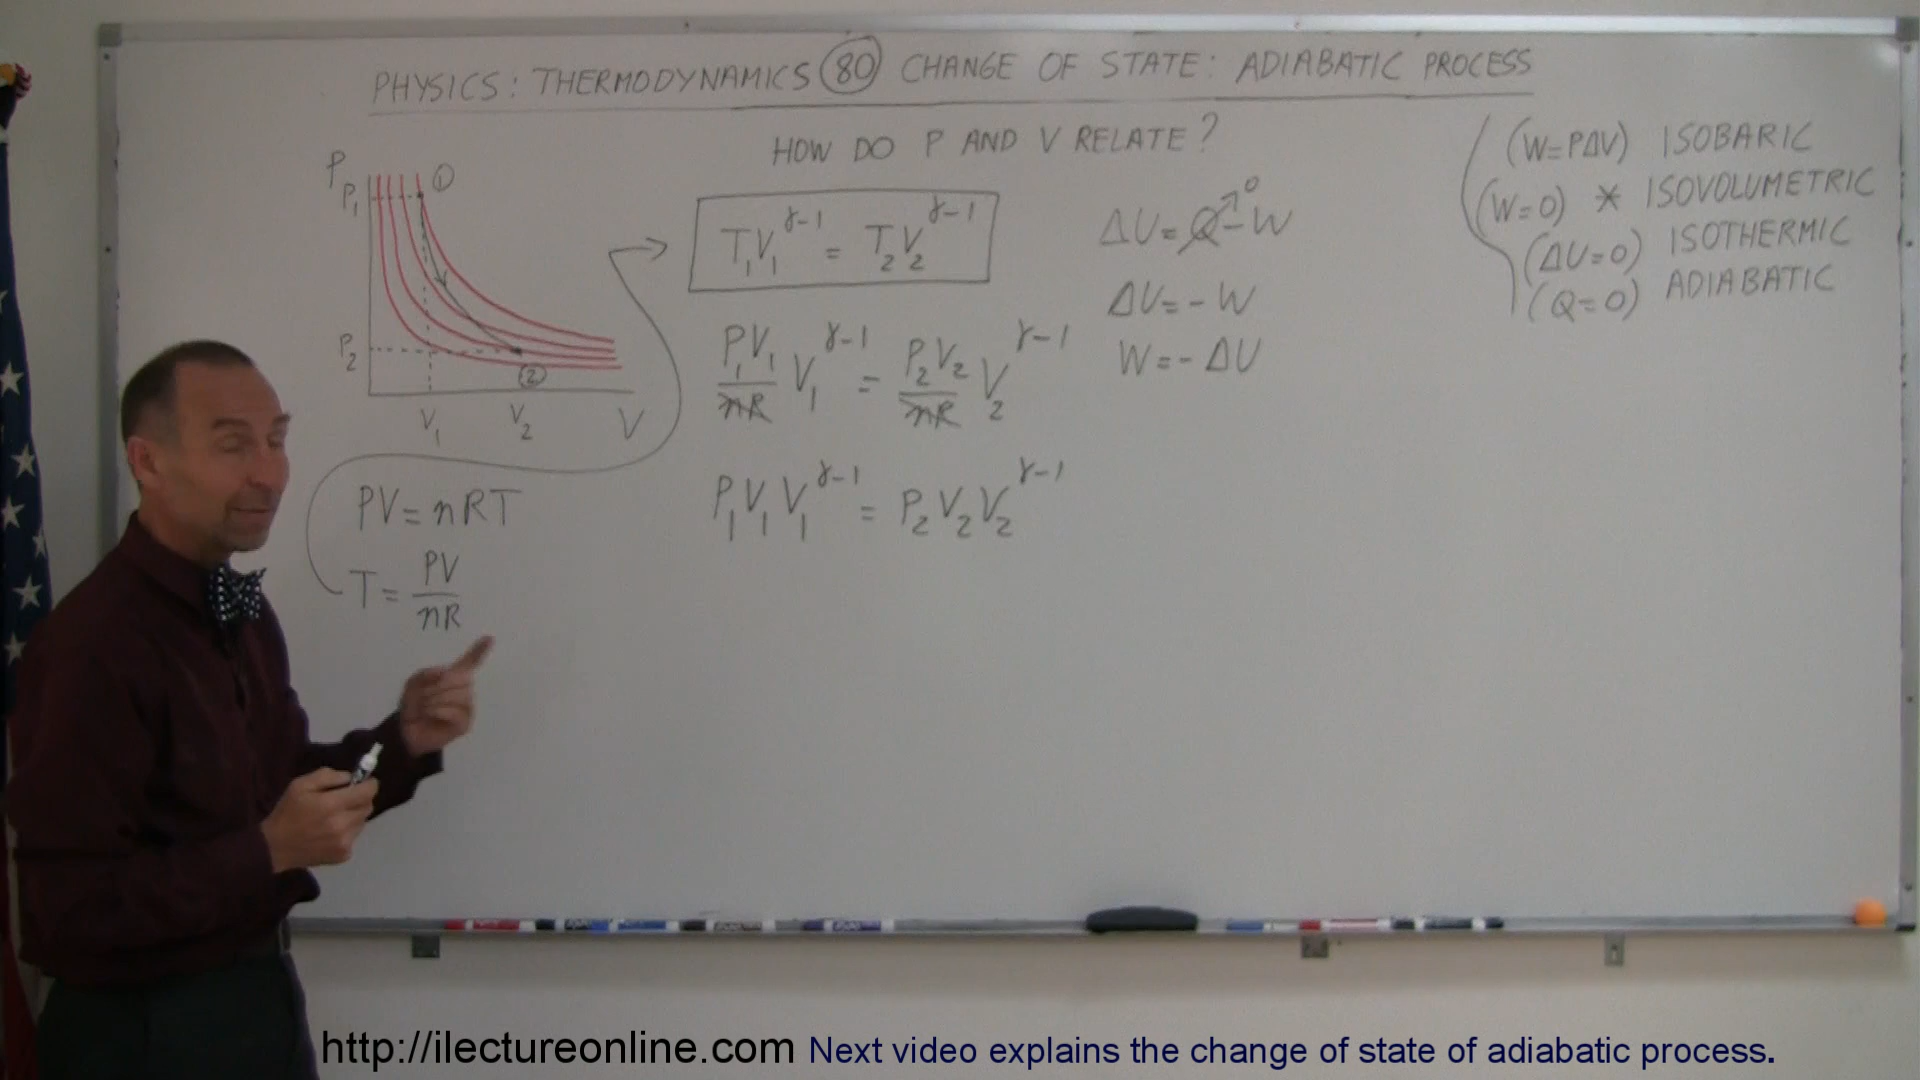 PHYSICS: THERMODYNAMICS 80 CHANGE OF STATE: ADIABATIC PROCESS
HOW DO P AND V RELATE?
P
P₁
①
P₂
②
V₁
V₂
V
PV = nRT
T = PV/nR
T₁V₁^(γ-1) = T₂V₂^(γ-1)
P₁V₁/nR V₁^(γ-1) = P₂V₂/nR V₂^(γ-1)
P₁V₁V₁^(γ-1) = P₂V₂V₂^(γ-1)
ΔU = Q↗0 - W
ΔU = - W
W = - ΔU
(W = PΔV) ISOBARIC
(W = 0) * ISOVOLUMETRIC
(ΔU = 0) ISOTHERMIC
(Q = 0) ADIABATIC
http://ilectureonline.com Next video explains the change of state of adiabatic process.